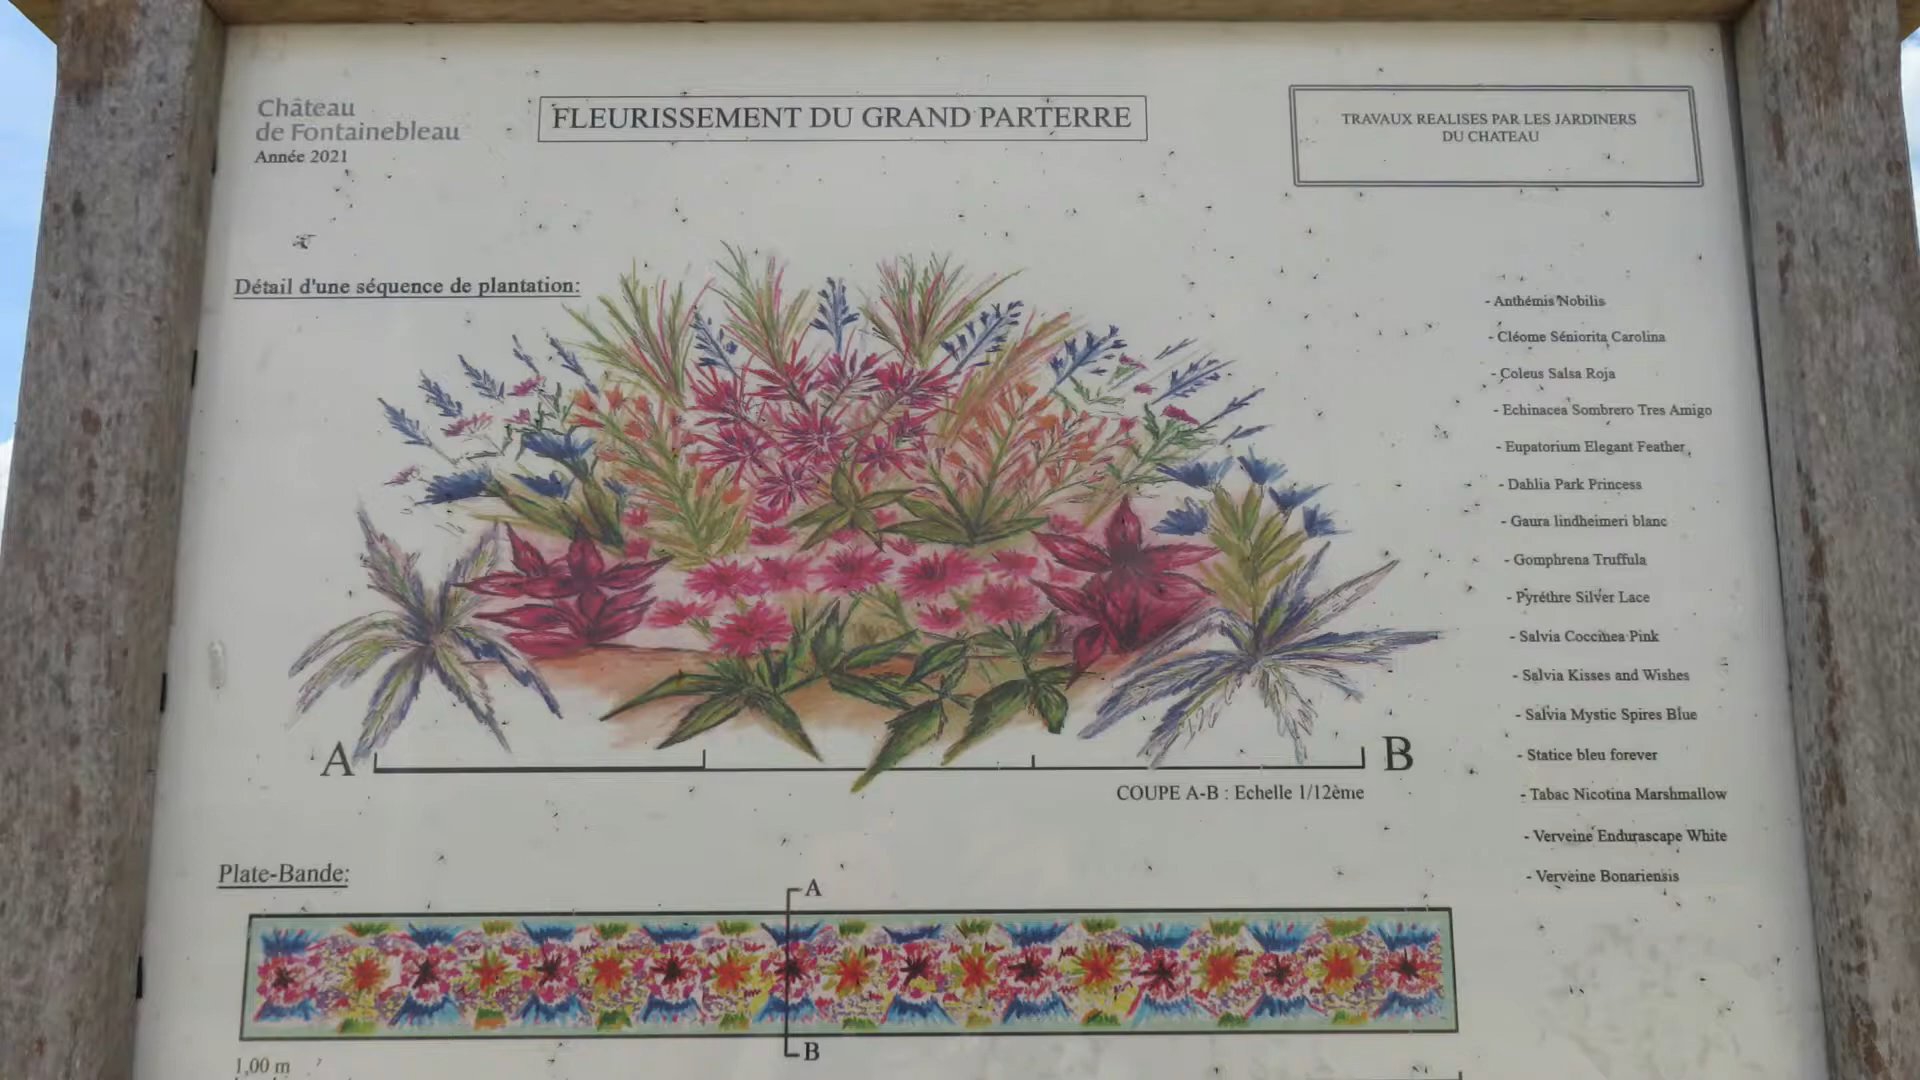 Château
de Fontainebleau
Année 2021
FLEURISSEMENT DU GRAND PARTERRE
TRAVAUX REALISES PAR LES JARDINERS
DU CHATEAU
Détail d'une séquence de plantation:
- Anthémis Nobilis
- Cléome Séniorita Carolina
- Coleus Salsa Roja
- Echinacea Sombrero Tres Amigo
- Eupatorium Elegant Feather
- Dahlia Park Princess
- Gaura lindheimeri blanc
- Gomphrena Truffula
- Pyréthre Silver Lace
- Salvia Coccinea Pink
- Salvia Kisses and Wishes
- Salvia Mystic Spires Blue
- Statice bleu forever
- Tabac Nicotina Marshmallow
- Verveine Endurascape White
- Verveine Bonariensis
A
B
COUPE A-B : Echelle 1/12ème
Plate-Bande:
A
B
1,00 m